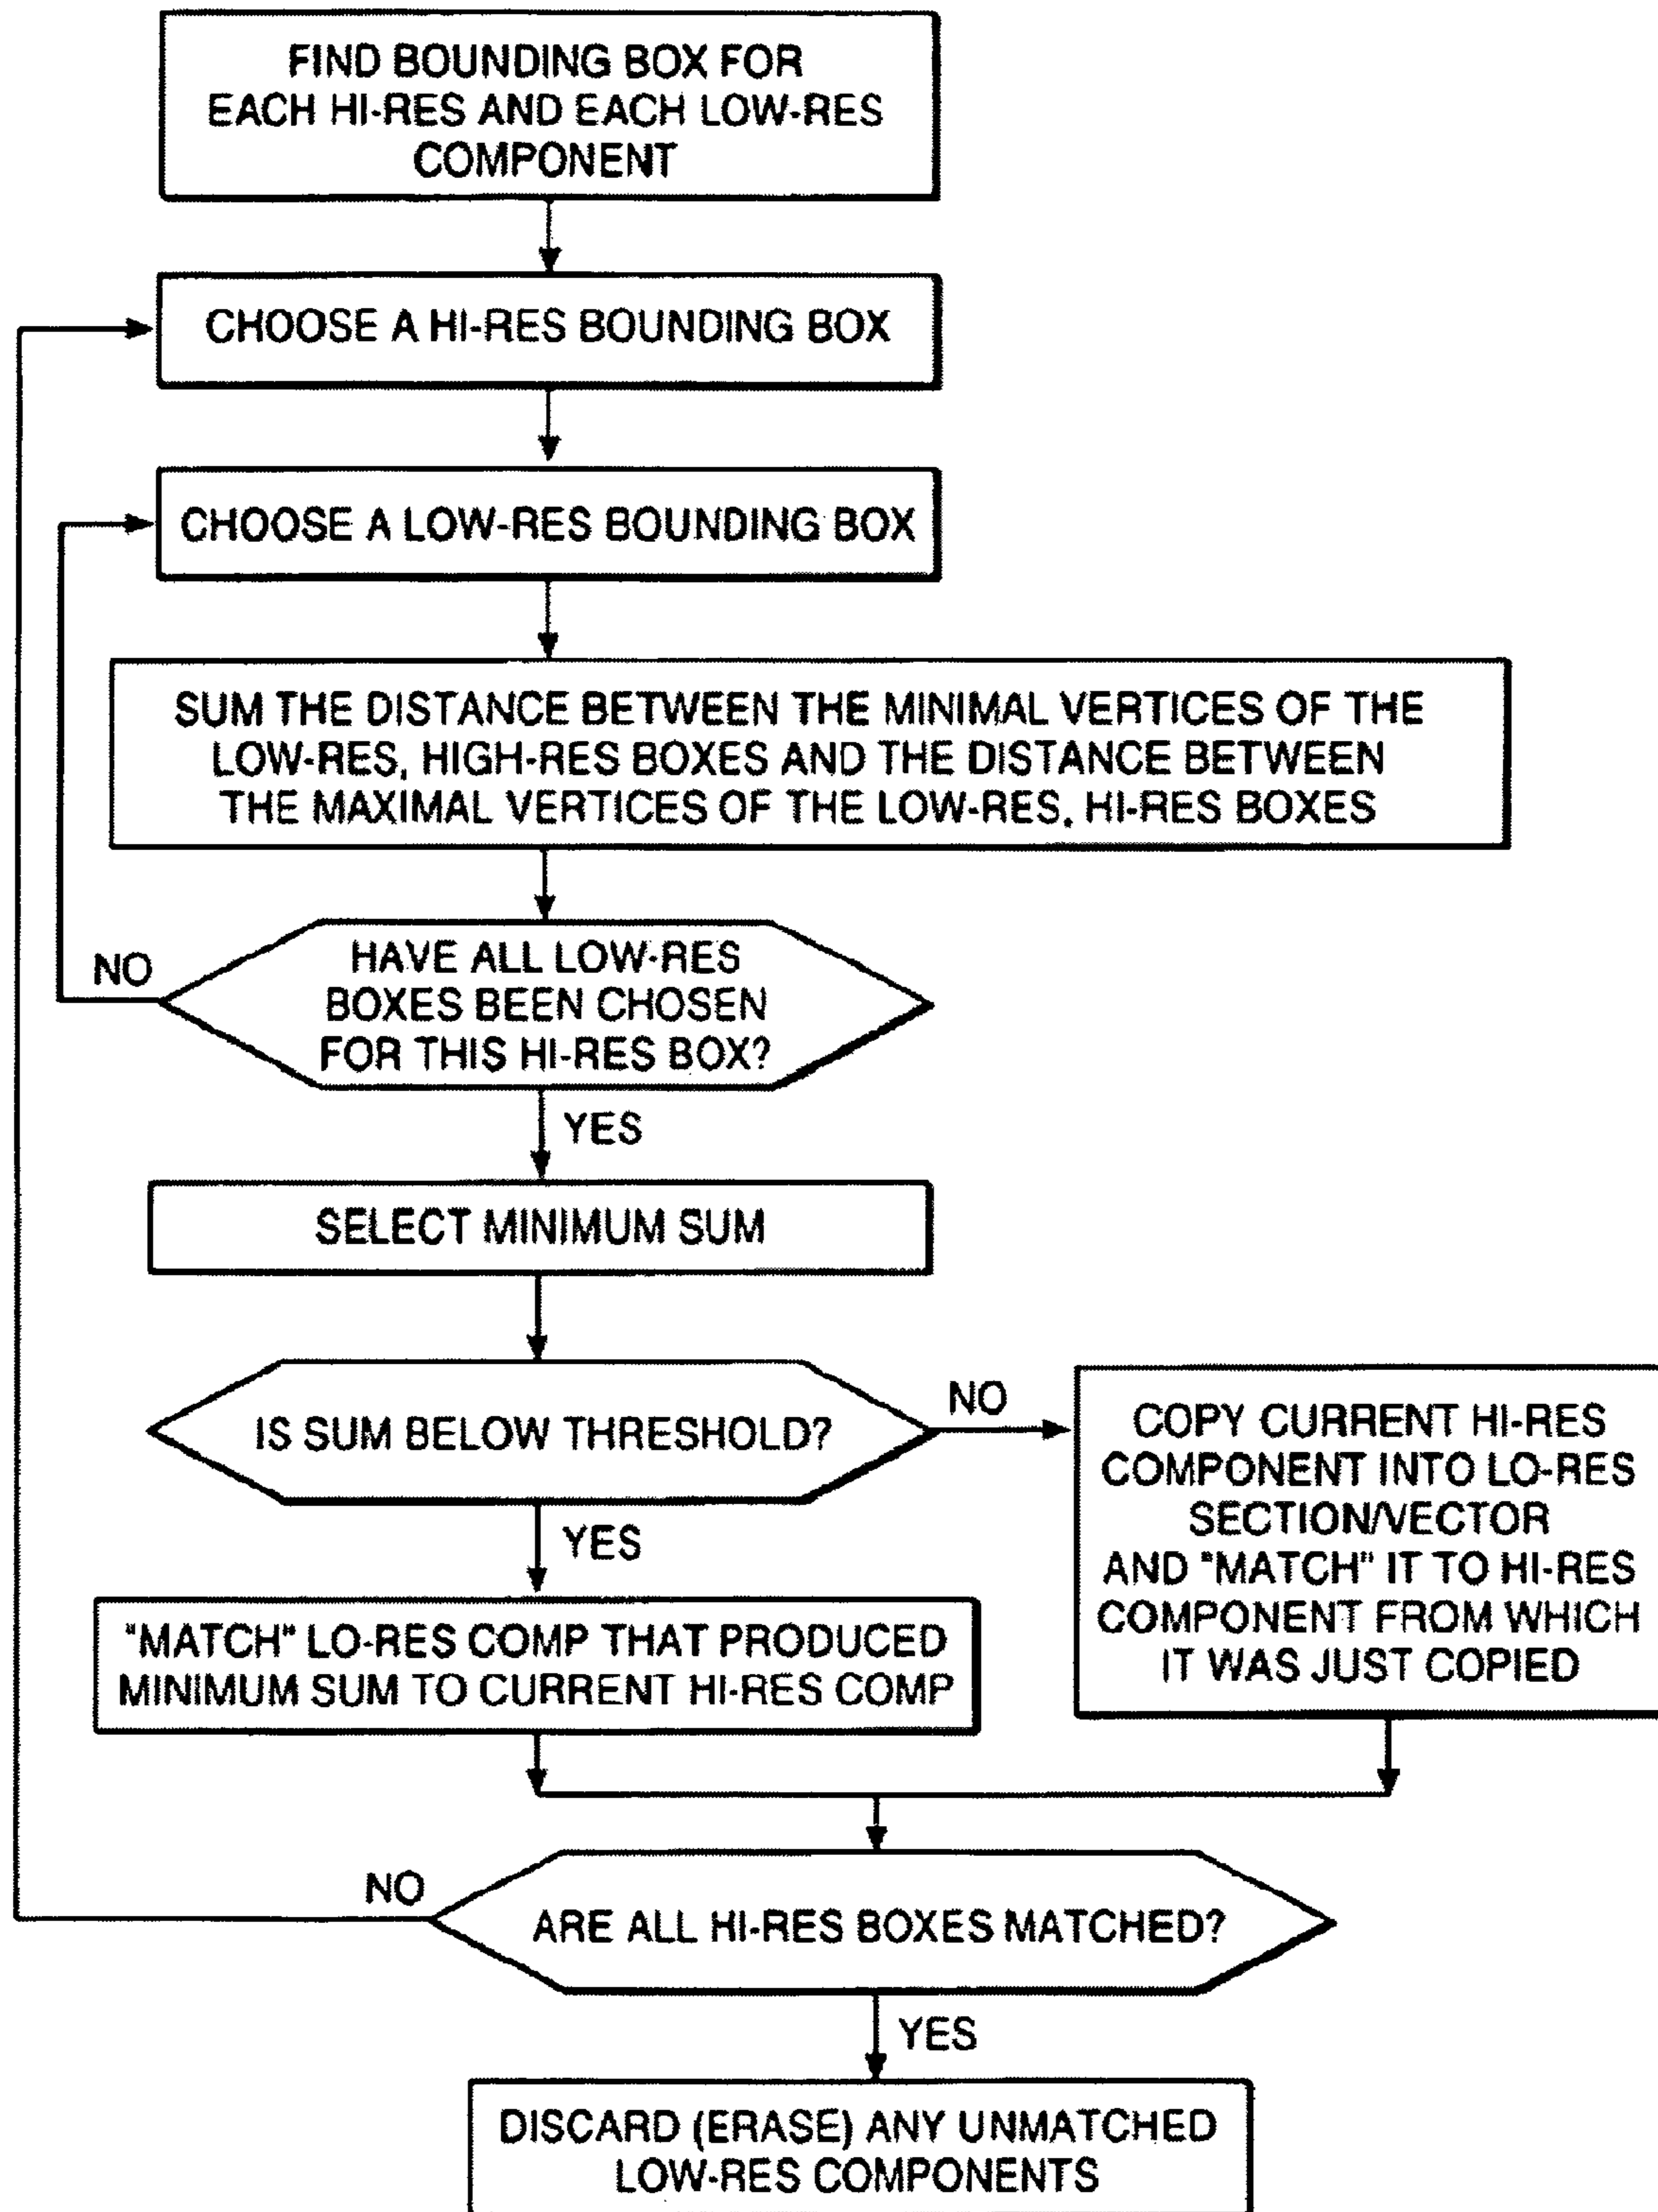 FIND BOUNDING BOX FOR
EACH HI-RES AND EACH LOW-RES
COMPONENT
CHOOSE A HI-RES BOUNDING BOX
CHOOSE A LOW-RES BOUNDING BOX
SUM THE DISTANCE BETWEEN THE MINIMAL VERTICES OF THE
LOW-RES, HIGH-RES BOXES AND THE DISTANCE BETWEEN
THE MAXIMAL VERTICES OF THE LOW-RES, HI-RES BOXES
NO
HAVE ALL LOW-RES
BOXES BEEN CHOSEN
FOR THIS HI-RES BOX?
YES
SELECT MINIMUM SUM
IS SUM BELOW THRESHOLD?
NO
YES
COPY CURRENT HI-RES
COMPONENT INTO LO-RES
SECTION/VECTOR
AND "MATCH" IT TO HI-RES
COMPONENT FROM WHICH
IT WAS JUST COPIED
"MATCH" LO-RES COMP THAT PRODUCED
MINIMUM SUM TO CURRENT HI-RES COMP
NO
ARE ALL HI-RES BOXES MATCHED?
YES
DISCARD (ERASE) ANY UNMATCHED
LOW-RES COMPONENTS